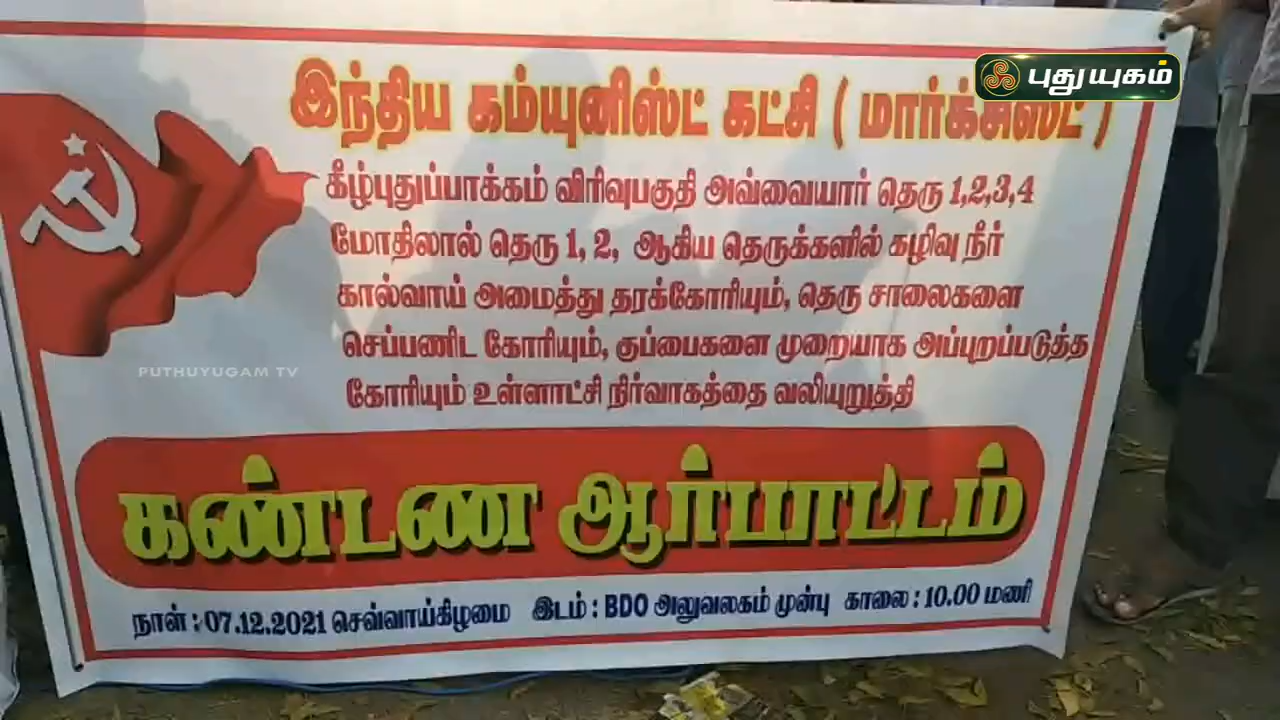 புதுயுகம்
இந்திய கம்யுனிஸ்ட் கட்சி ( மார்க்சிஸ்ட் )
கீழ்புதுப்பாக்கம் விரிவுபகுதி அவ்வையார் தெரு 1,2,3,4
மோதிலால் தெரு 1, 2, ஆகிய தெருக்களில் கழிவு நீர்
கால்வாய் அமைத்து தரக்கோரியும், தெரு சாலைகளை
செப்பணிட கோரியும், குப்பைகளை முறையாக அப்புறப்படுத்த
கோரியும் உள்ளாட்சி நிர்வாகத்தை வலியுறுத்தி
PUTHUYUGAM TV
கண்டண ஆர்பாட்டம்
நாள் : 07.12.2021 செவ்வாய்கிழமை இடம் : BDO அலுவலகம் முன்பு காலை : 10.00 மணி